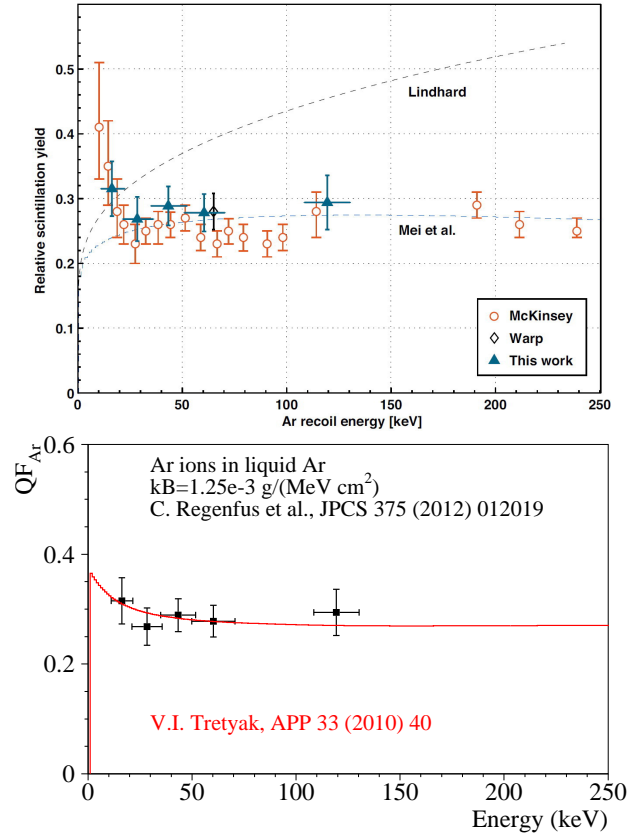 Relative scintillation yield
0.5
0.4
0.3
0.2
0.1
0
Lindhard
Mei et al.
McKinsey
Warp
This work
0 50 100 150 200 250
Ar recoil energy [keV]
QF_Ar
0.6
0.4
0.2
0
Ar ions in liquid Ar
kB=1.25e-3 g/(MeV cm²)
C. Regenfus et al., JPCS 375 (2012) 012019
V.I. Tretyak, APP 33 (2010) 40
0 50 100 150 200 250
Energy (keV)